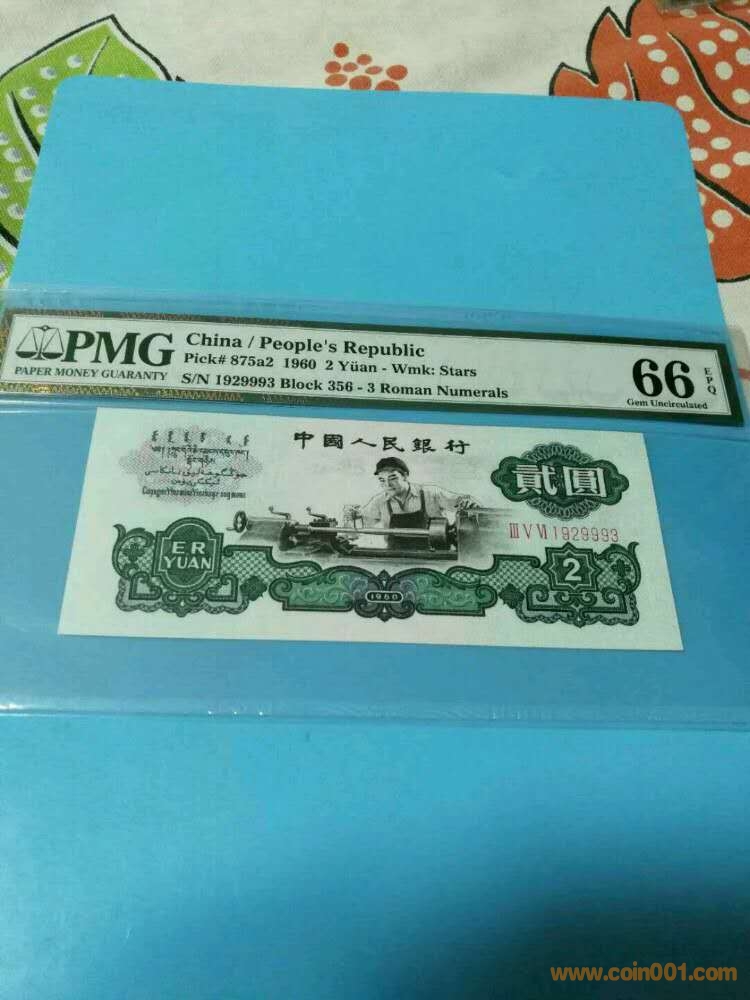 PMG
PAPER MONEY GUARANTY
China / People's Republic
Pick# 875a2 1960 2 Yüan - Wmk: Stars
S/N 1929993 Block 356 - 3 Roman Numerals
66 EPQ
Gem Uncirculated
中國人民銀行
貳圓
III V VI 1929993
ER
YUAN
1960
2
www.coin001.com